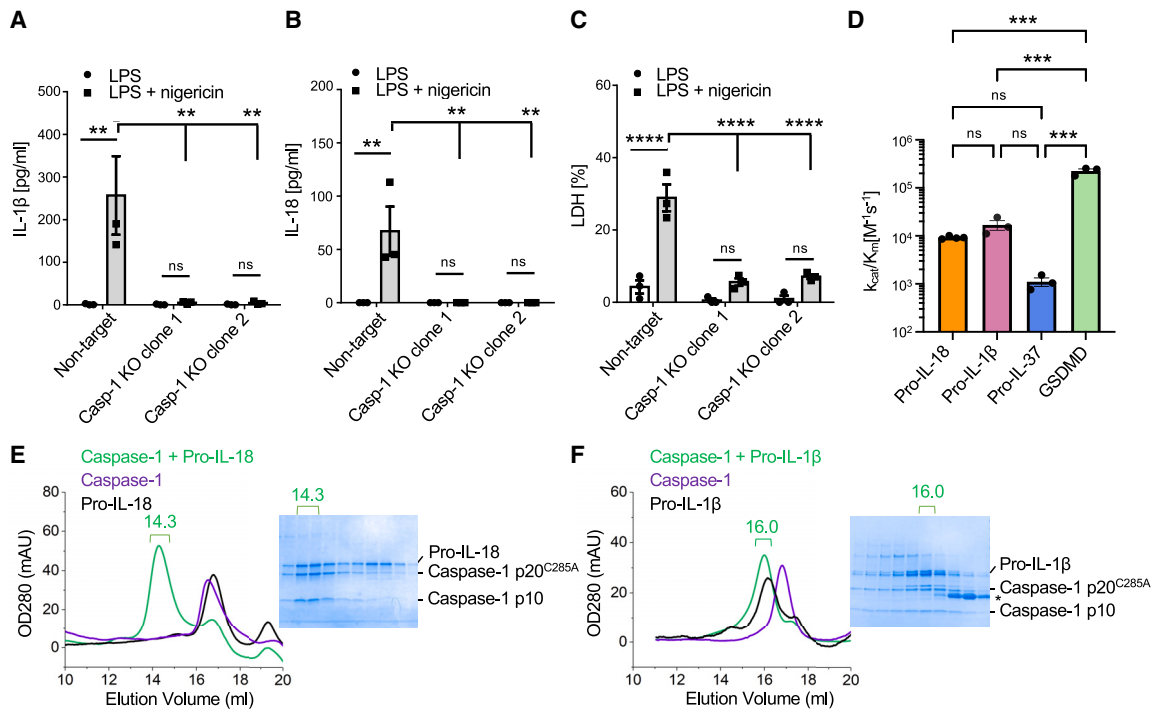 A
LPS
LPS + nigericin
500
400
300
200
100
0
IL-1β [pg/ml]
**
**
**
ns
ns
Non-target
Casp-1 KO clone 1
Casp-1 KO clone 2
B
LPS
LPS + nigericin
200
150
100
50
0
IL-18 [pg/ml]
**
**
**
ns
ns
Non-target
Casp-1 KO clone 1
Casp-1 KO clone 2
C
LPS
LPS + nigericin
60
40
20
0
LDH [%]
****
****
****
ns
ns
Non-target
Casp-1 KO clone 1
Casp-1 KO clone 2
D
***
***
ns
ns
ns
***
10⁶
10⁵
10⁴
10³
10²
kcat/Km[M⁻¹s⁻¹]
Pro-IL-18
Pro-IL-1β
Pro-IL-37
GSDMD
E
Caspase-1 + Pro-IL-18
Caspase-1
Pro-IL-18
80
60
40
20
0
OD280 (mAU)
14.3
10 12 14 16 18 20
Elution Volume (ml)
14.3
Pro-IL-18
Caspase-1 p20C285A
Caspase-1 p10
F
Caspase-1 + Pro-IL-1β
Caspase-1
Pro-IL-1β
60
40
20
0
OD280 (mAU)
16.0
10 12 14 16 18 20
Elution Volume (ml)
16.0
Pro-IL-1β
Caspase-1 p20C285A
*
Caspase-1 p10